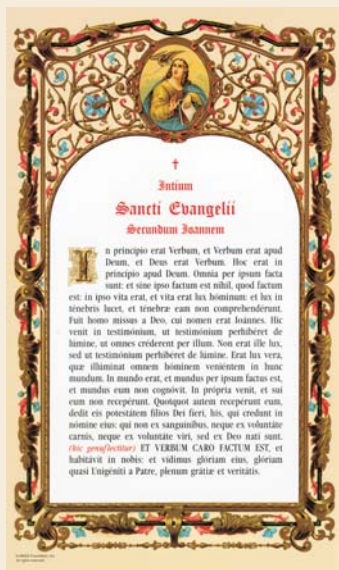 †
Intium
Sancti Evangelii
Secundum Joannem
In principio erat Verbum, et Verbum erat apud
Deum, et Deus erat Verbum. Hoc erat in
principio apud Deum. Omnia per ipsum facta
sunt: et sine ipso factum est nihil, quod factum
est: in ipso vita erat, et vita erat lux hóminum: et lux in
ténebris lucet, et ténebræ eam non comprehendérunt.
Fuit homo missus a Deo, cui nomen erat Ioánnes. Hic
venit in testimónium, ut testimónium perhibéret de
lúmine, ut omnes créderent per illum. Non erat ille lux,
sed ut testimónium perhibéret de lúmine. Erat lux vera,
quæ illúminat omnem hóminem veniéntem in hunc
mundum. In mundo erat, et mundus per ipsum factus est,
et mundus eum non cognóvit. In própria venit, et sui
eum non recepérunt. Quotquot autem recepérunt eum,
dedit eis potestátem fílios Dei fíeri, his, qui credunt in
nómine eius: qui non ex sanguínibus, neque ex voluntáte
carnis, neque ex voluntáte viri, sed ex Deo nati sunt.
(hic genuflectitur) ET VERBUM CARO FACTUM EST, et
habitávit in nobis: et vídimus glóriam eius, glóriam
quasi Unigéniti a Patre, plenum grátiæ et veritátis.
All rights reserved.